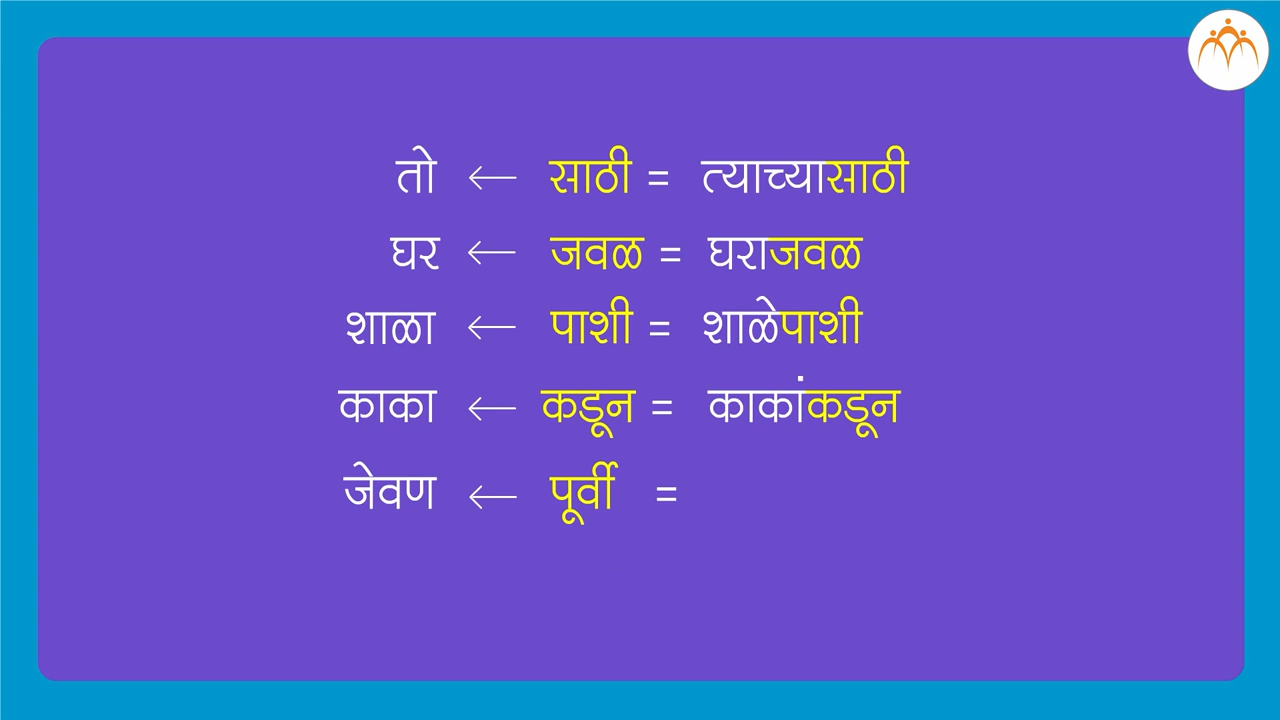 तो ← साठी = त्याच्यासाठी
घर ← जवळ = घराजवळ
शाळा ← पाशी = शाळेपाशी
काका ← कडून = काकांकडून
जेवण ← पूर्वी =